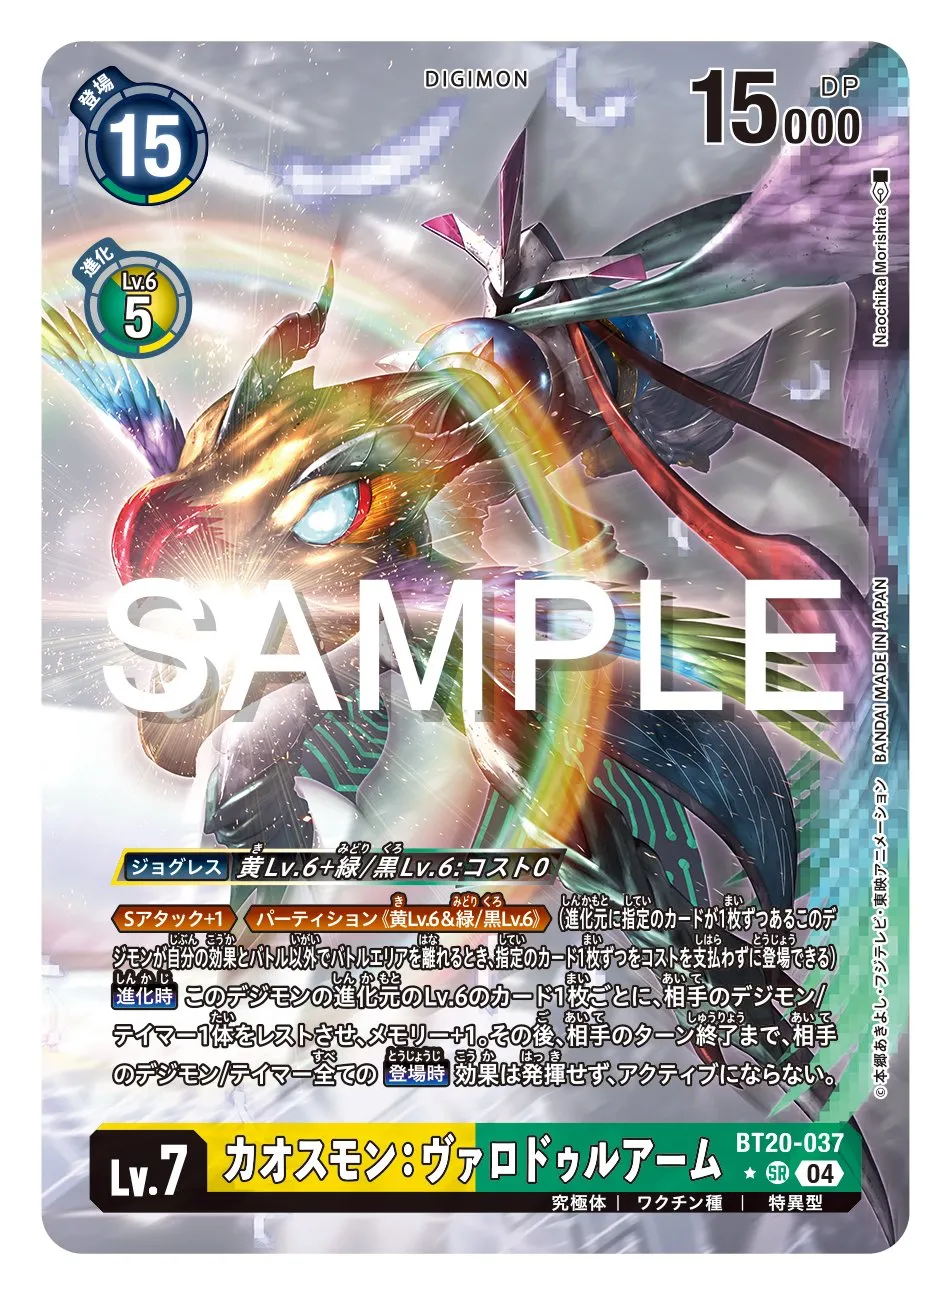 登場
15
DIGIMON
15000
DP
進化
Lv.6
5
Naochika Morishita
SAMPLE
BANDAI MADE IN JAPAN
©本郷あきよし・フジテレビ・東映アニメーション
ジョグレス 黄Lv.6+緑/黒Lv.6:コスト0
Sアタック+1 パーティション《黄Lv.6&緑/黒Lv.6》(進化元に指定のカードが1枚ずつあるこのデ
ジモンが自分の効果とバトル以外でバトルエリアを離れるとき、指定のカード1枚ずつをコストを支払わずに登場できる)
進化時 このデジモンの進化元のLv.6のカード1枚ごとに、相手のデジモン/
テイマー1体をレストさせ、メモリー+1。その後、相手のターン終了まで、相手
のデジモン/テイマー全ての 登場時 効果は発揮せず、アクティブにならない。
Lv.7
カオスモン:ヴァロドゥルアーム
BT20-037
SR 04
究極体 | ワクチン種 | 特異型